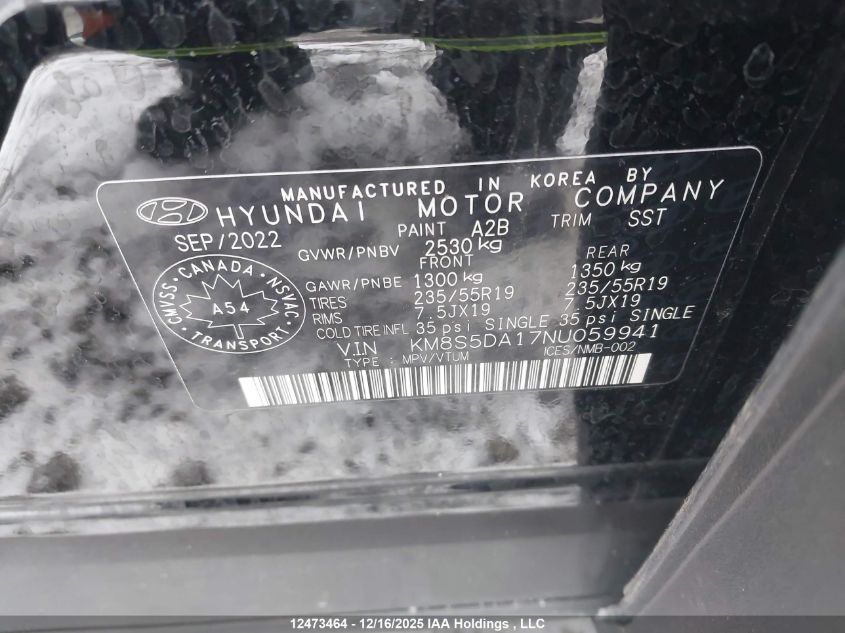 MANUFACTURED IN KOREA BY
HYUNDAI MOTOR COMPANY
SEP/2022 PAINT A2B TRIM SST
GVWR/PNBV 2530 kg
FRONT REAR
GAWR/PNBE 1300 kg 1350 kg
TIRES 235/55R19 235/55R19
RIMS 7.5JX19 7.5JX19
COLD TIRE INFL 35 psi SINGLE 35 psi SINGLE
VIN KM8S5DA17NU059941
TYPE : MPV/VTUM ICES/NMB-002
CANADA
CMVSS NSVAC
A54
TRANSPORT
12473464 - 12/16/2025 IAA Holdings , LLC